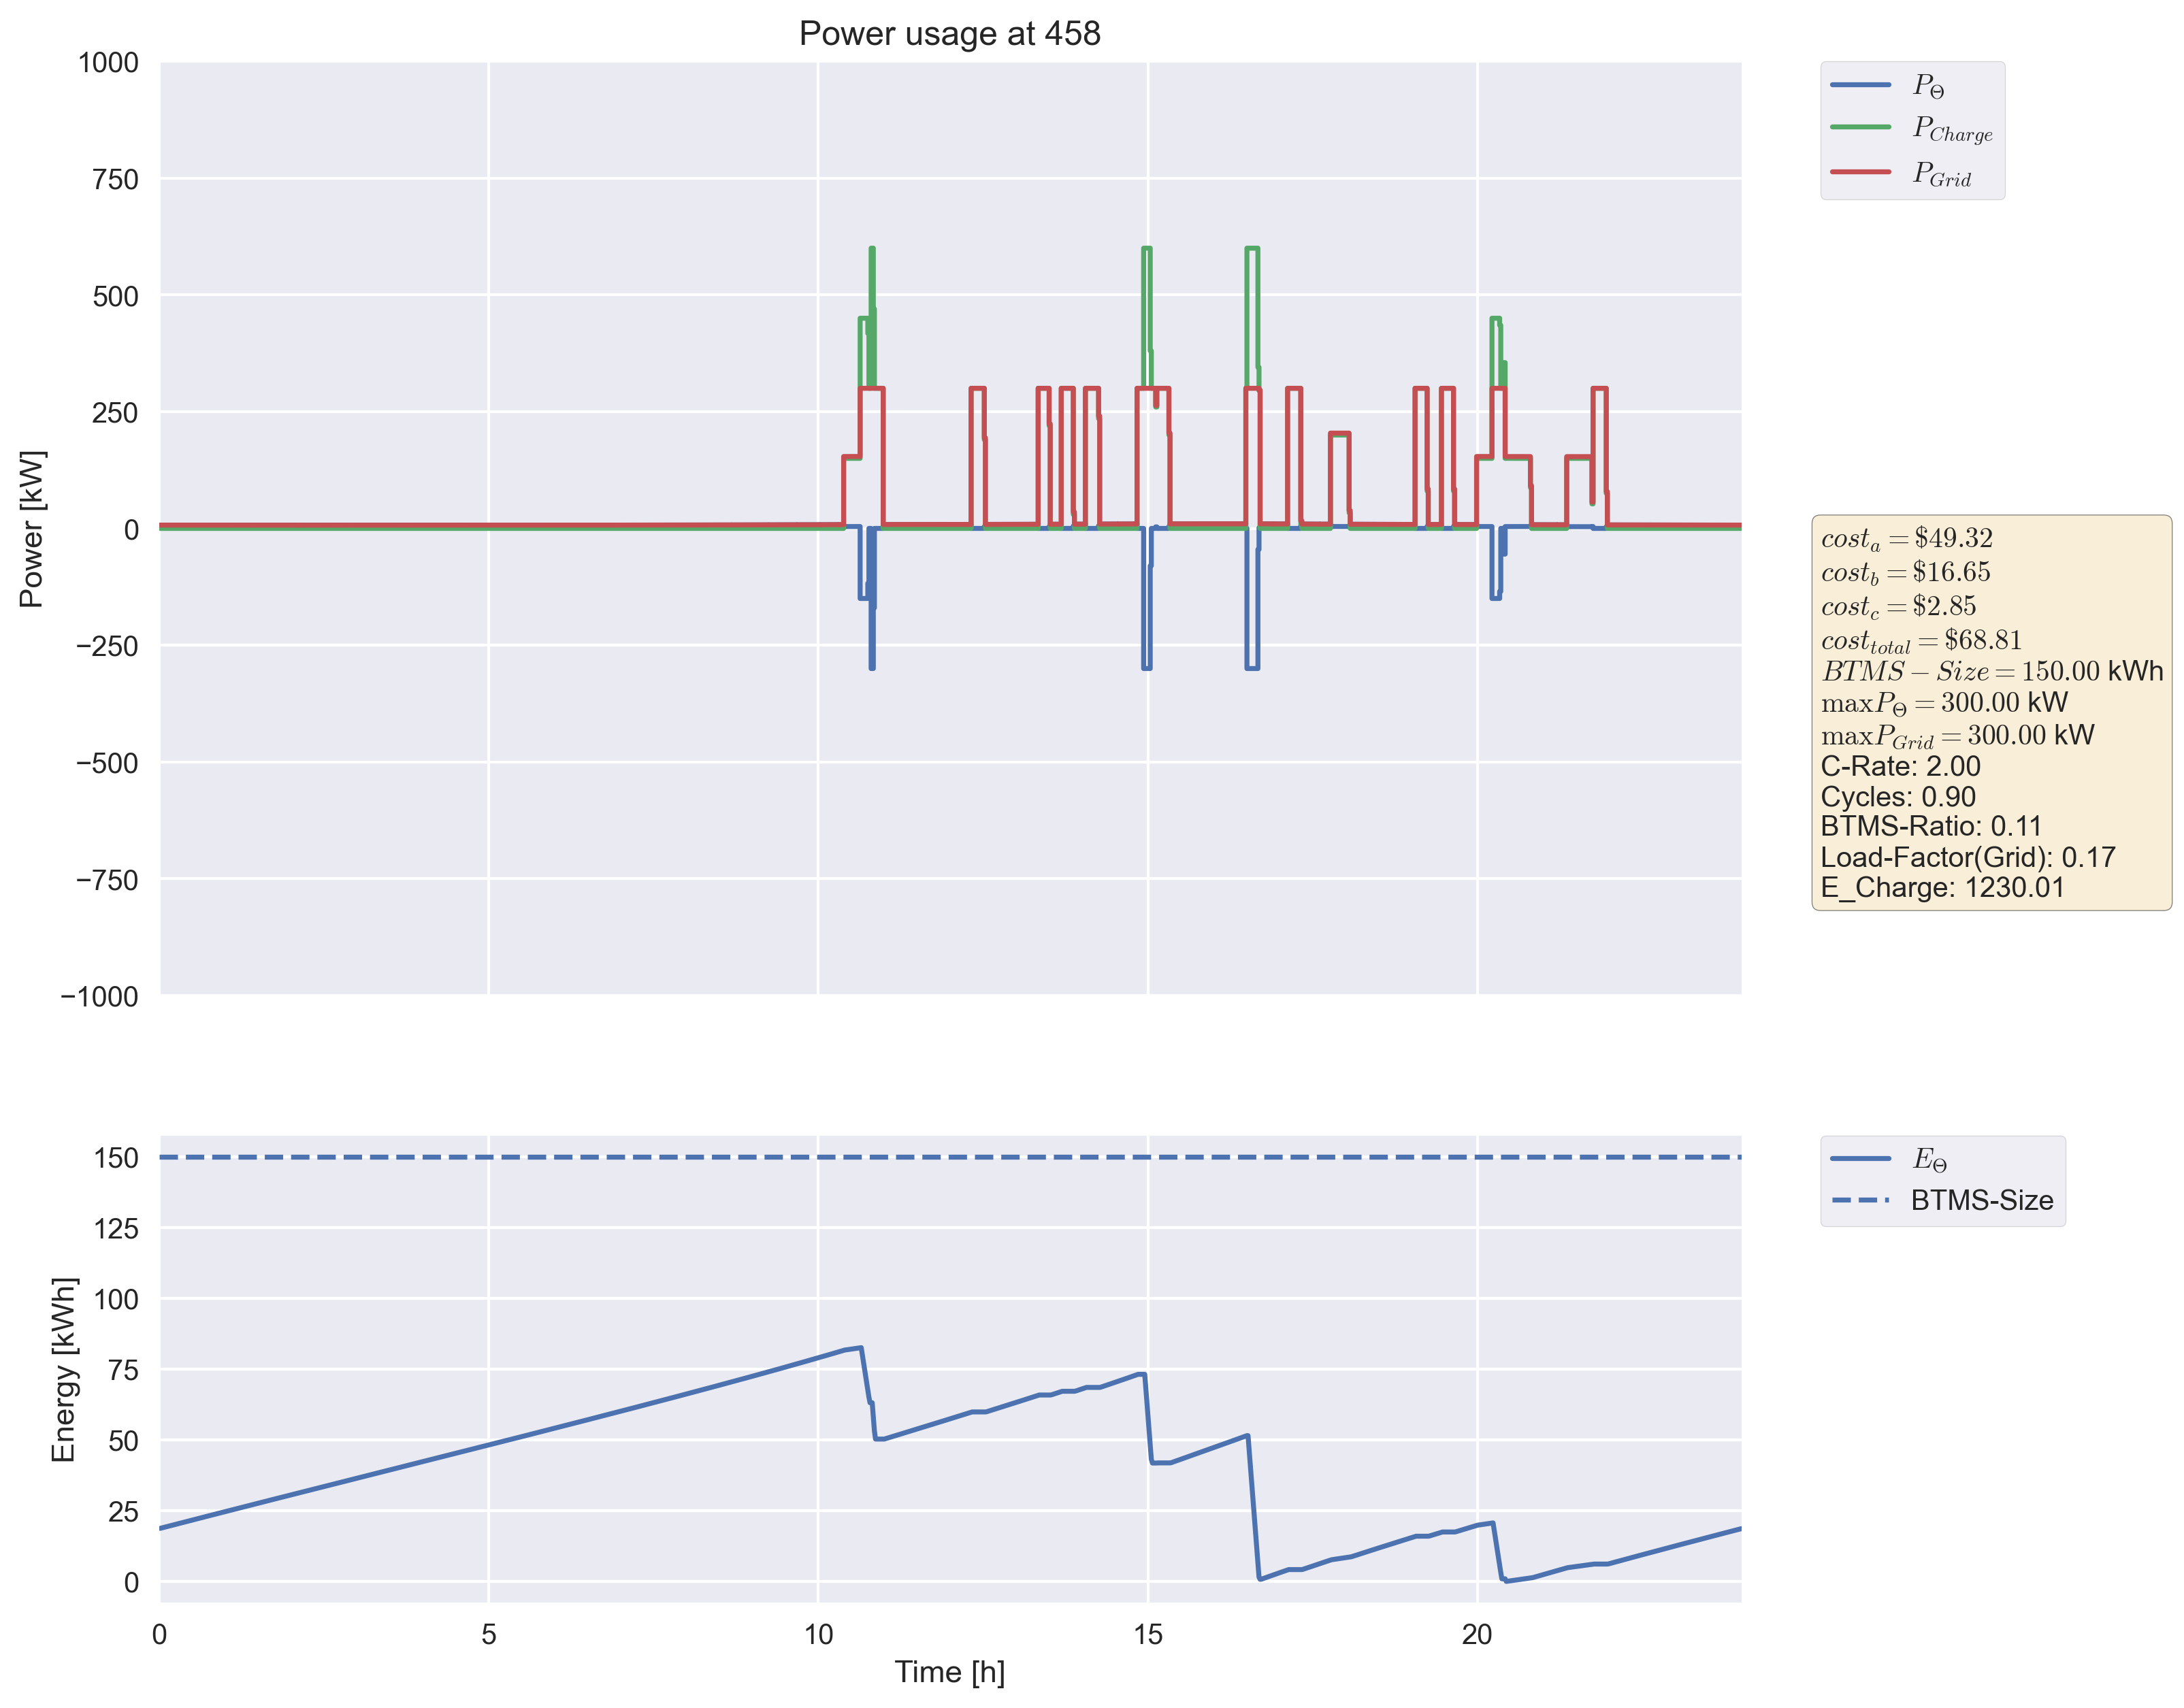 Power usage at 458
1000
750
500
250
0
−250
−500
−750
−1000
Power [kW]
P_Θ
P_Charge
P_Grid
cost_a = $49.32
cost_b = $16.65
cost_c = $2.85
cost_total = $68.81
BTMS − Size = 150.00 kWh
maxP_Θ = 300.00 kW
maxP_Grid = 300.00 kW
C-Rate: 2.00
Cycles: 0.90
BTMS-Ratio: 0.11
Load-Factor(Grid): 0.17
E_Charge: 1230.01
150
125
100
75
50
25
0
Energy [kWh]
E_Θ
BTMS-Size
0 5 10 15 20
Time [h]